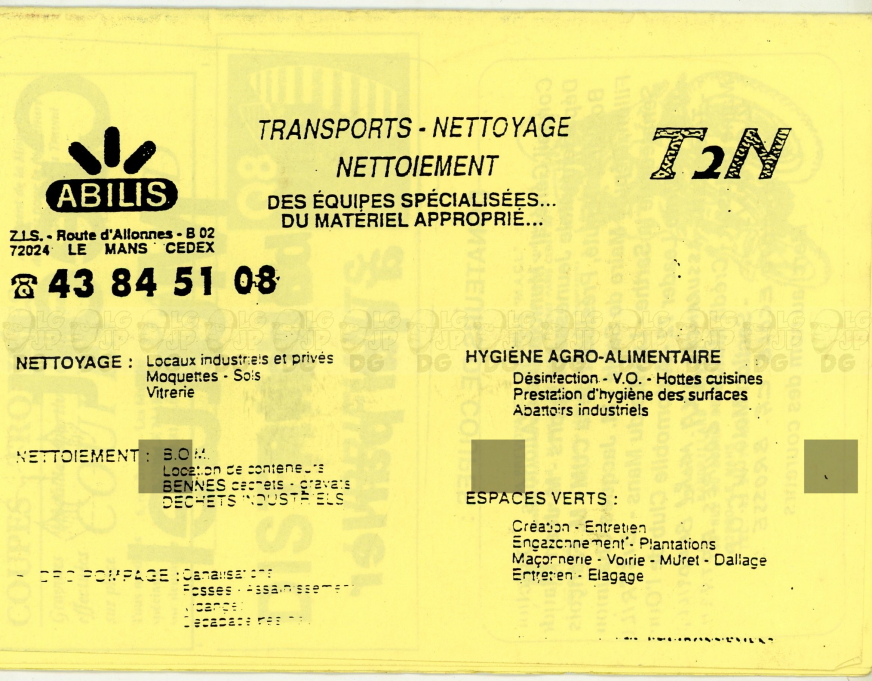 TRANSPORTS - NETTOYAGE
NETTOIEMENT
DES ÉQUIPES SPÉCIALISÉES...
DU MATÉRIEL APPROPRIÉ...
ABILIS
T2N
Z.I.S. - Route d'Allonnes - B 02
72024 LE MANS CEDEX
☎ 43 84 51 08
NETTOYAGE : Locaux industriels et privés
Moquettes - Sols
Vitrerie
NETTOIEMENT : B.O.M.
Location de conteneurs
BENNES déchets - gravats
DECHETS INDUSTRIELS
POMPAGE : Canalisations
Fosses - Assainissement
HYGIÈNE AGRO-ALIMENTAIRE
Désinfection - V.O. - Hottes cuisines
Prestation d'hygiène des surfaces
Abattoirs industriels
ESPACES VERTS :
Création - Entretien
Engazonnement - Plantations
Maçonnerie - Voirie - Muret - Dallage
Entretien - Elagage